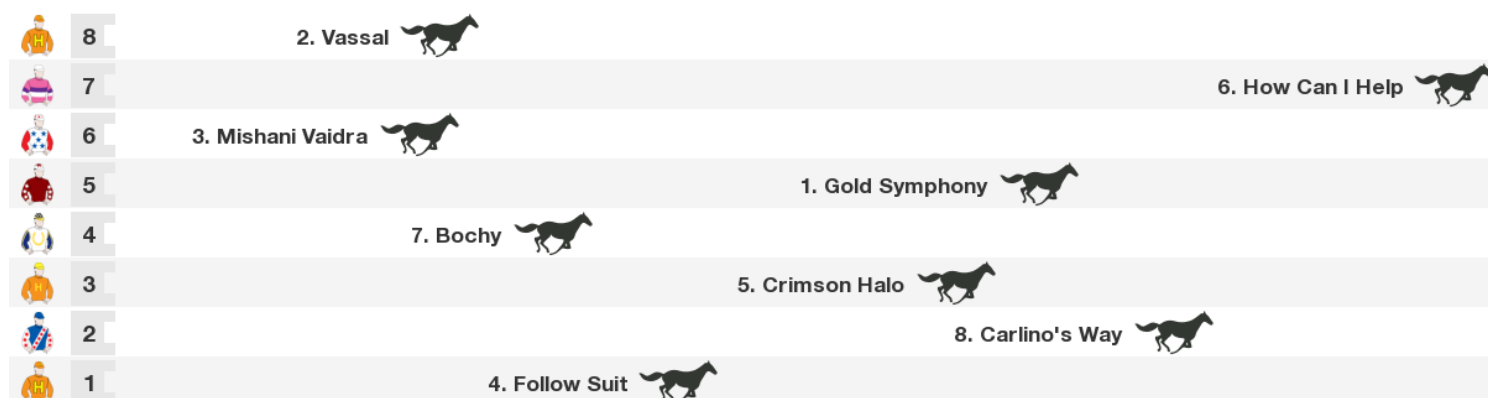 8 2. Vassal
7 6. How Can I Help
6 3. Mishani Vaidra
5 1. Gold Symphony
4 7. Bochy
3 5. Crimson Halo
2 8. Carlino's Way
1 4. Follow Suit